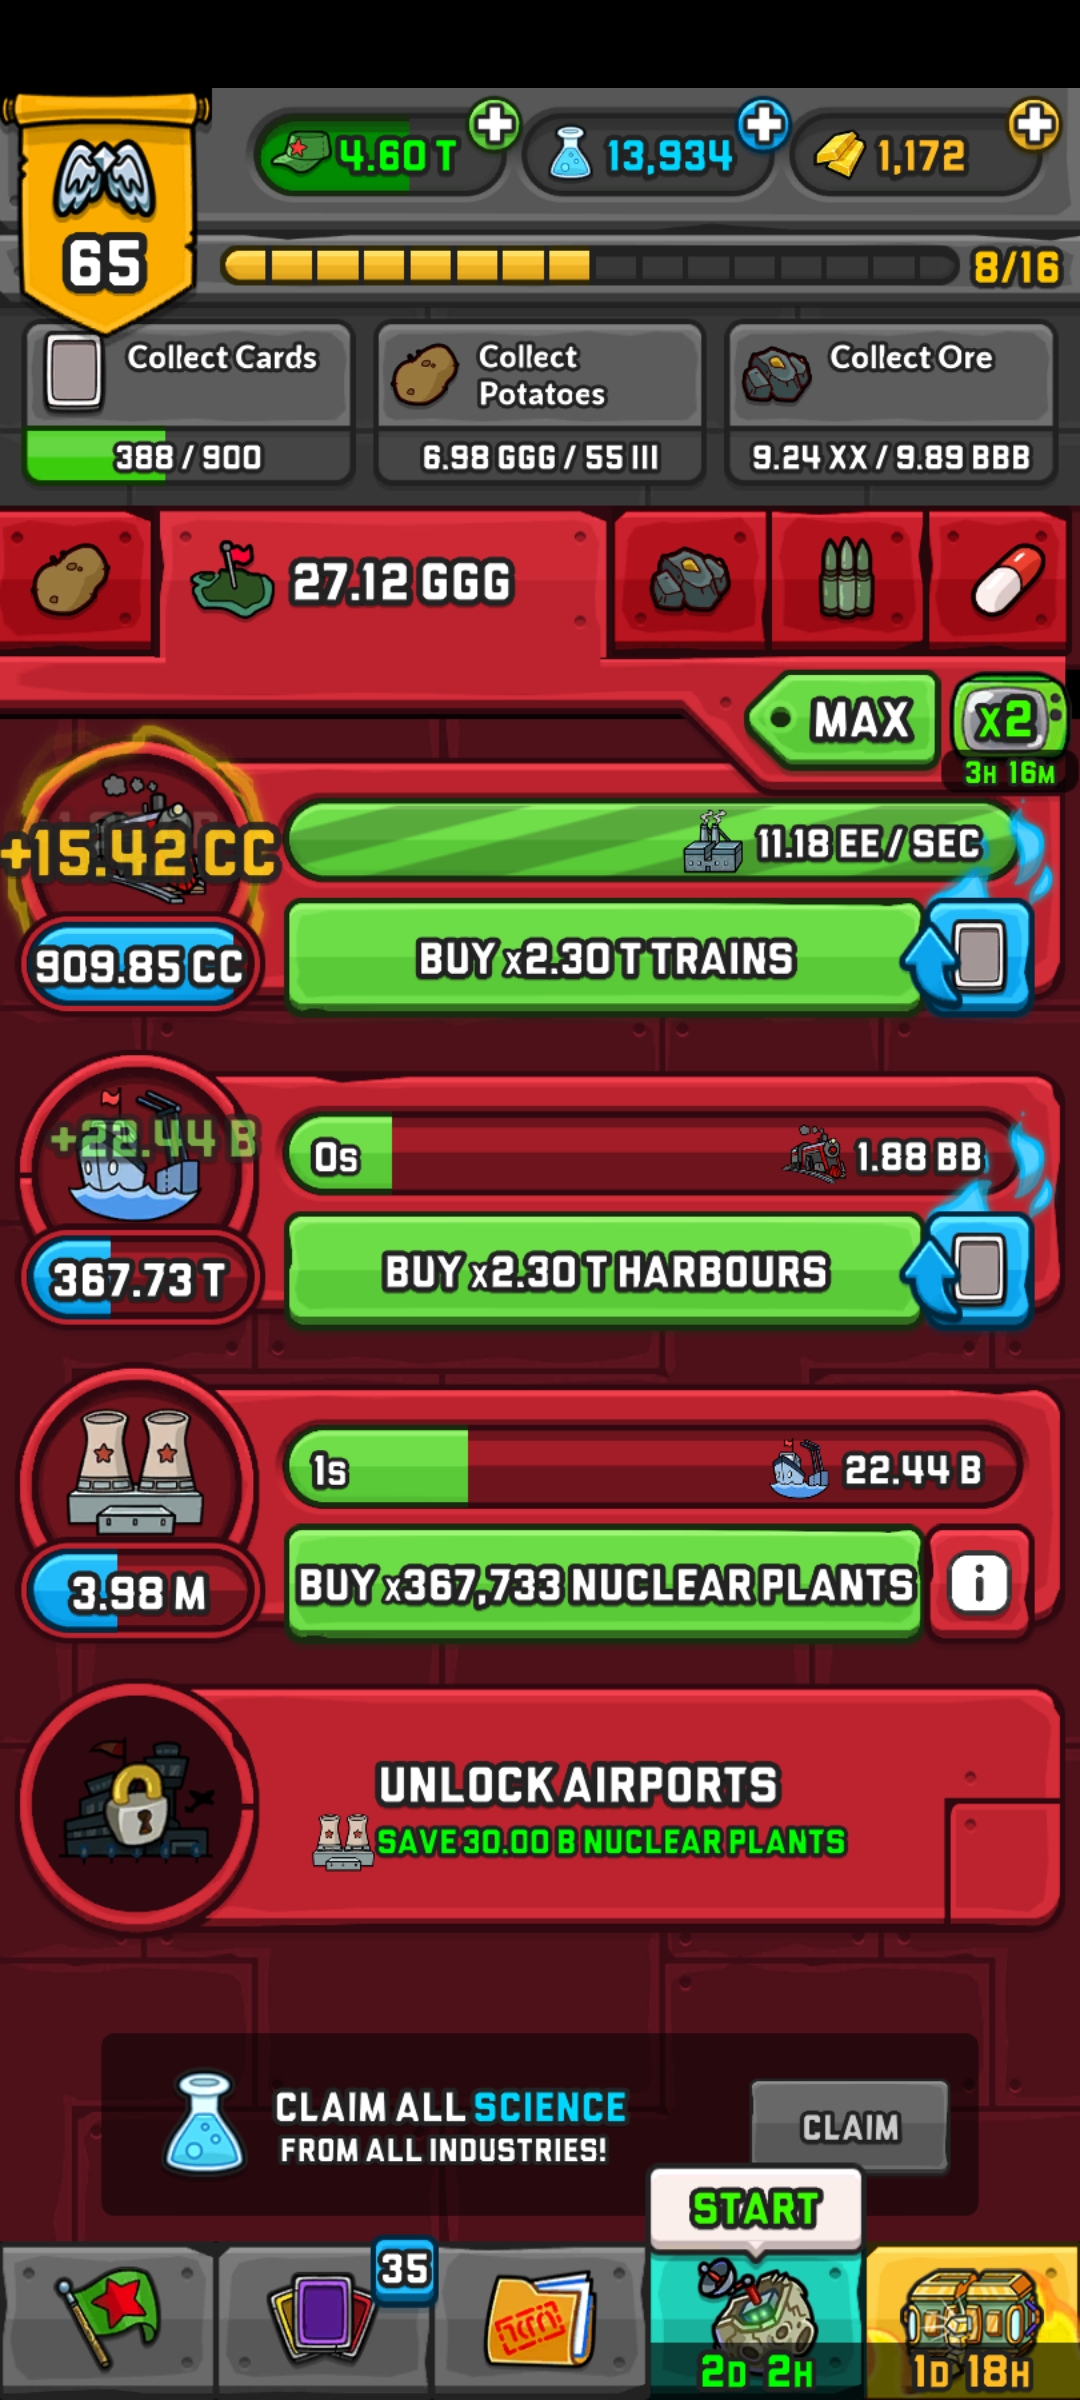 4.60 T
13,934
1,172
65
8/16
Collect Cards
388 / 900
Collect
Potatoes
6.98 GGG / 55 III
Collect Ore
9.24 XX / 9.89 BBB
27.12 GGG
MAX
x2
3H 16M
+15.42 CC
11.18 EE / SEC
909.85 CC
BUY x2.30 T TRAINS
+22.44 B
0s
1.88 BB
367.73 T
BUY x2.30 T HARBOURS
1s
22.44 B
3.98 M
BUY x367,733 NUCLEAR PLANTS
i
UNLOCK AIRPORTS
SAVE 30.00 B NUCLEAR PLANTS
CLAIM ALL SCIENCE
FROM ALL INDUSTRIES!
CLAIM
START
35
2D 2H
1D 18H